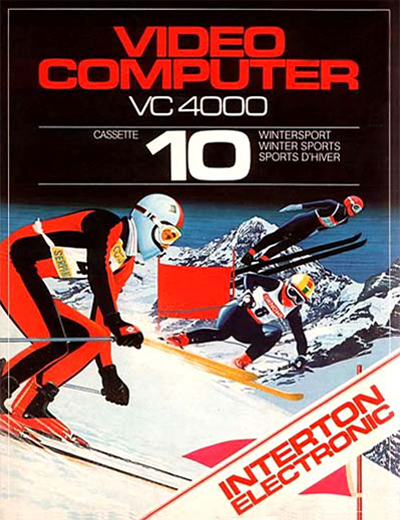 VIDEO
COMPUTER
VC 4000
CASSETTE
10
WINTERSPORT
WINTER SPORTS
SPORTS D'HIVER
INTERTON
ELECTRONIC